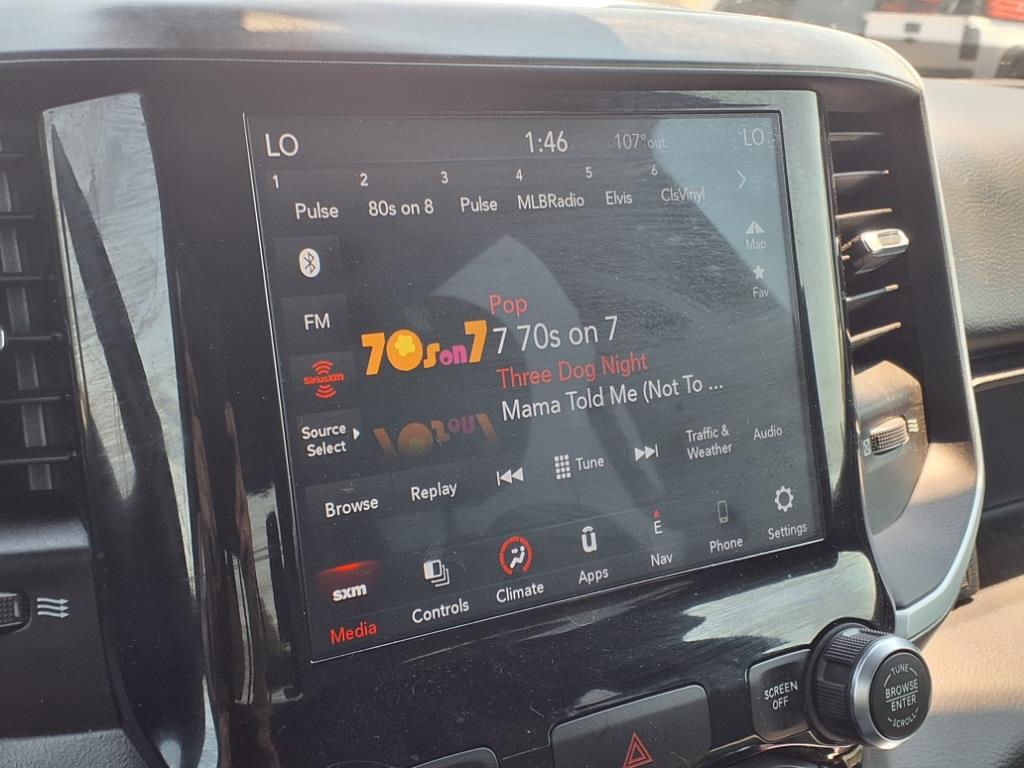 LO 1:46 107° out. LO
1 2 3 4 5 6
Pulse 80s on 8 Pulse MLBRadio Elvis ClsVinyl
Map
Fav
FM
SiriusXM
Source
Select
70s on 7
Pop
7 70s on 7
Three Dog Night
Mama Told Me (Not To ...
Browse Replay Tune Traffic &
Weather Audio
sxm
Media Controls Climate Apps E
Nav Phone Settings
SCREEN
OFF
TUNE
BROWSE
ENTER
SCROLL